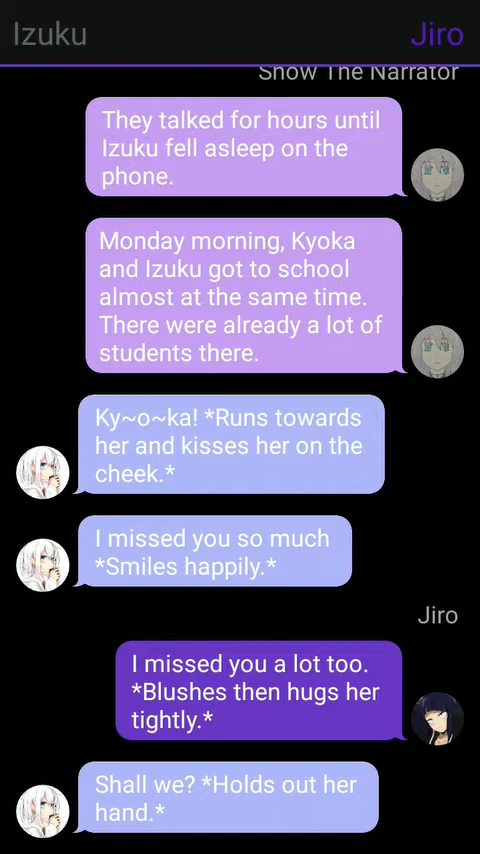 Izuku
Jiro
Show The Narrator
They talked for hours until
Izuku fell asleep on the
phone.
Monday morning, Kyoka
and Izuku got to school
almost at the same time.
There were already a lot of
students there.
Ky~o~ka! *Runs towards
her and kisses her on the
cheek.*
I missed you so much
*Smiles happily.*
Jiro
I missed you a lot too.
*Blushes then hugs her
tightly.*
Shall we? *Holds out her
hand.*